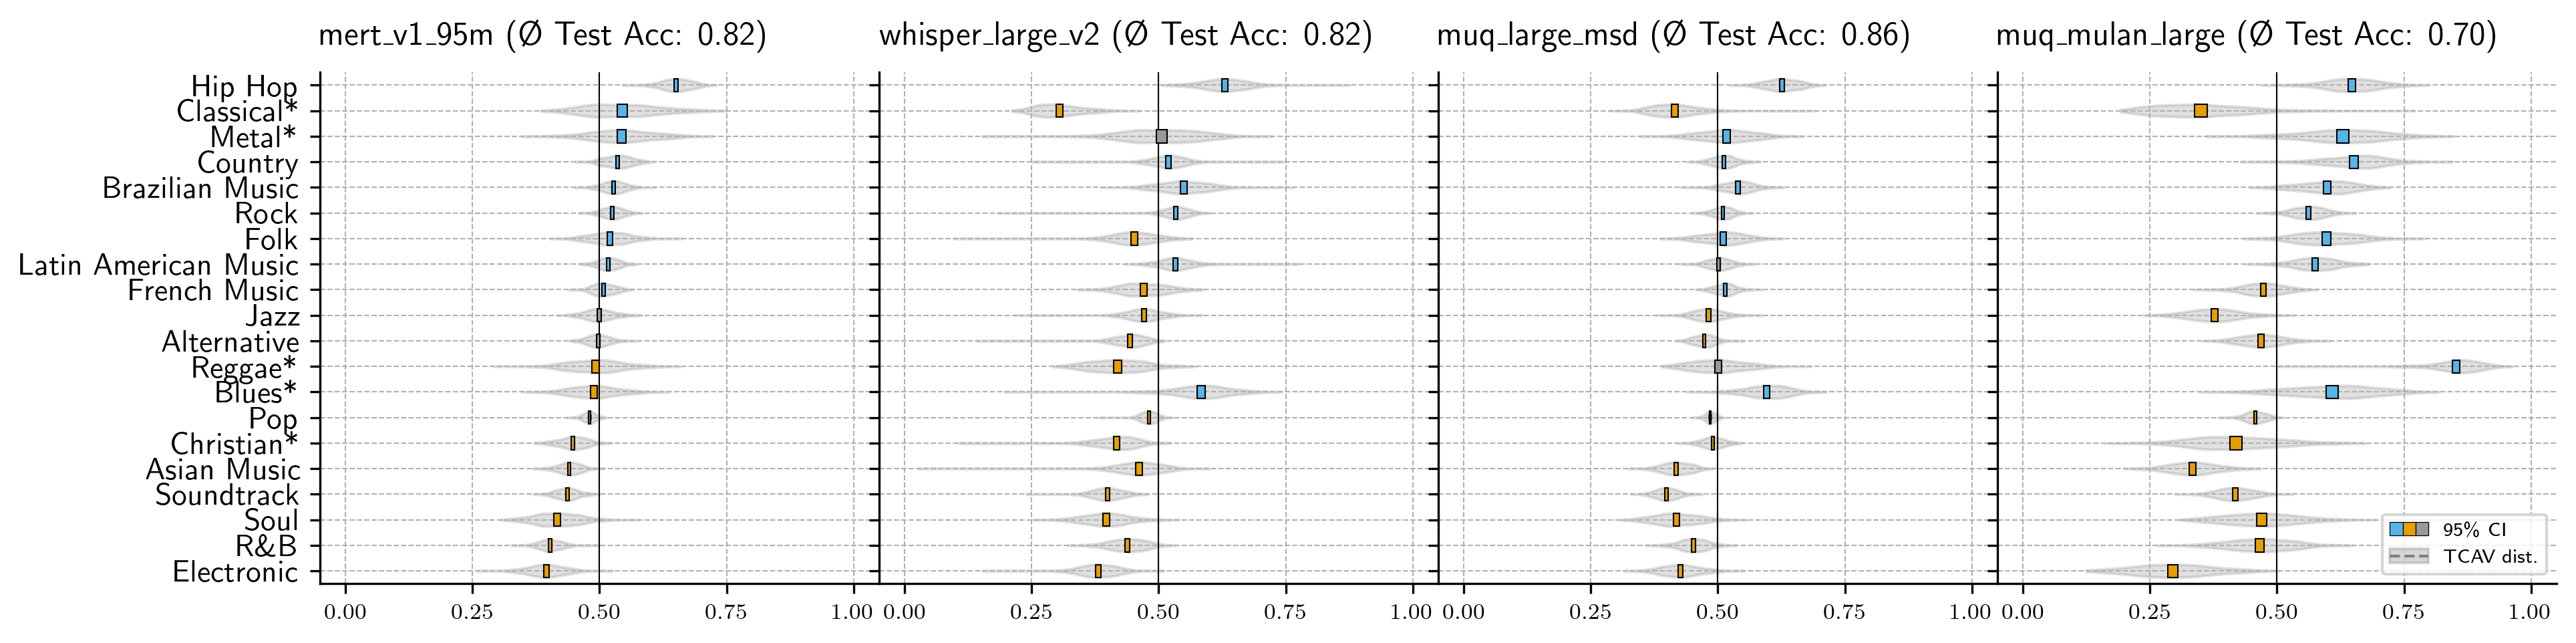 mert_v1_95m (Ø Test Acc: 0.82)
whisper_large_v2 (Ø Test Acc: 0.82)
muq_large_msd (Ø Test Acc: 0.86)
muq_mulan_large (Ø Test Acc: 0.70)
Hip Hop
Classical*
Metal*
Country
Brazilian Music
Rock
Folk
Latin American Music
French Music
Jazz
Alternative
Reggae*
Blues*
Pop
Christian*
Asian Music
Soundtrack
Soul
R&B
Electronic
95% CI
TCAV dist.
0.00 0.25 0.50 0.75 1.00
0.00 0.25 0.50 0.75 1.00
0.00 0.25 0.50 0.75 1.00
0.00 0.25 0.50 0.75 1.00